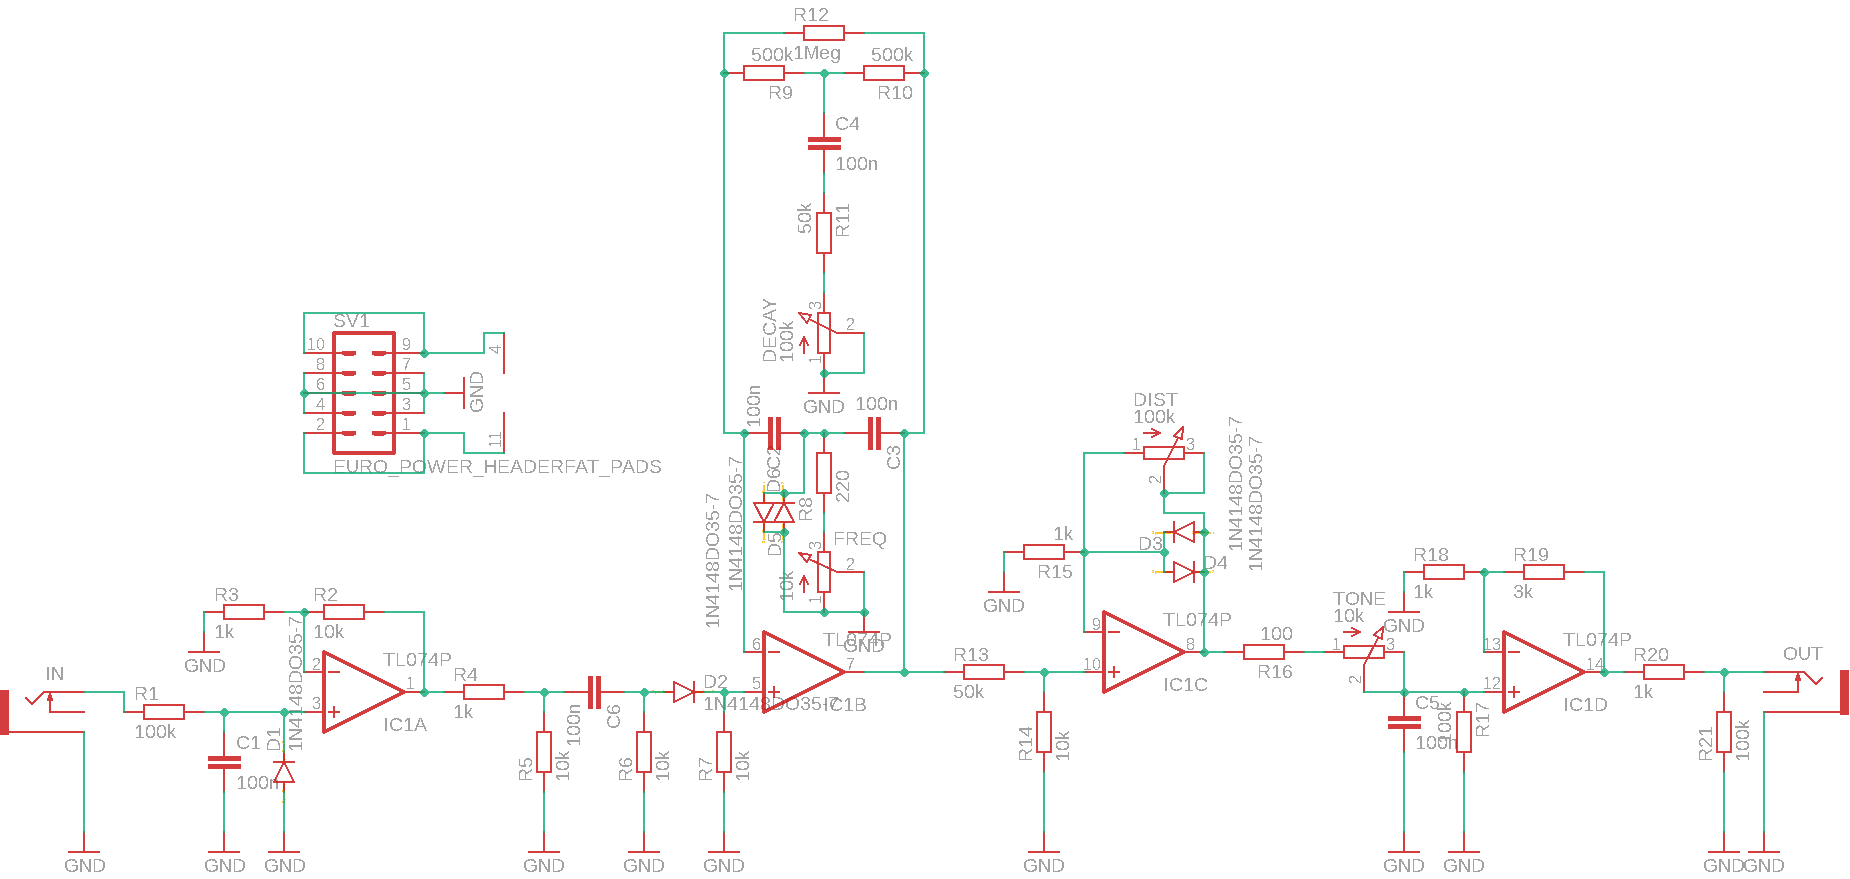 R12
1Meg
500k
R9
500k
R10
C4
100n
50k
R11
DECAY
100k
3
2
1
GND
SV1
10
9
8
7
6
5
4
3
2
1
4
GND
11
EURO_POWER_HEADERFAT_PADS
100n
C2
100n
C3
D6
D5
1N4148DO35-7
1N4148DO35-7
R8
220
FREQ
10k
3
2
1
GND
DIST
100k
1
3
2
1N4148DO35-7
1N4148DO35-7
D3
D4
1k
R15
GND
R3
1k
GND
R2
10k
1N4148DO35-7
D1
2
3
1
TL074P
IC1A
IN
R1
100k
C1
100n
GND
GND
GND
R4
1k
R5
10k
GND
100n
C6
R6
10k
GND
D2
1N4148DO35-7
R7
10k
GND
6
5
7
TL074P
IC1B
R13
50k
R14
10k
GND
9
10
8
TL074P
IC1C
100
R16
TONE
10k
1
3
2
R18
1k
GND
R19
3k
C5
100n
GND
100k
R17
GND
13
12
14
TL074P
IC1D
R20
1k
R21
100k
GND
OUT
GND